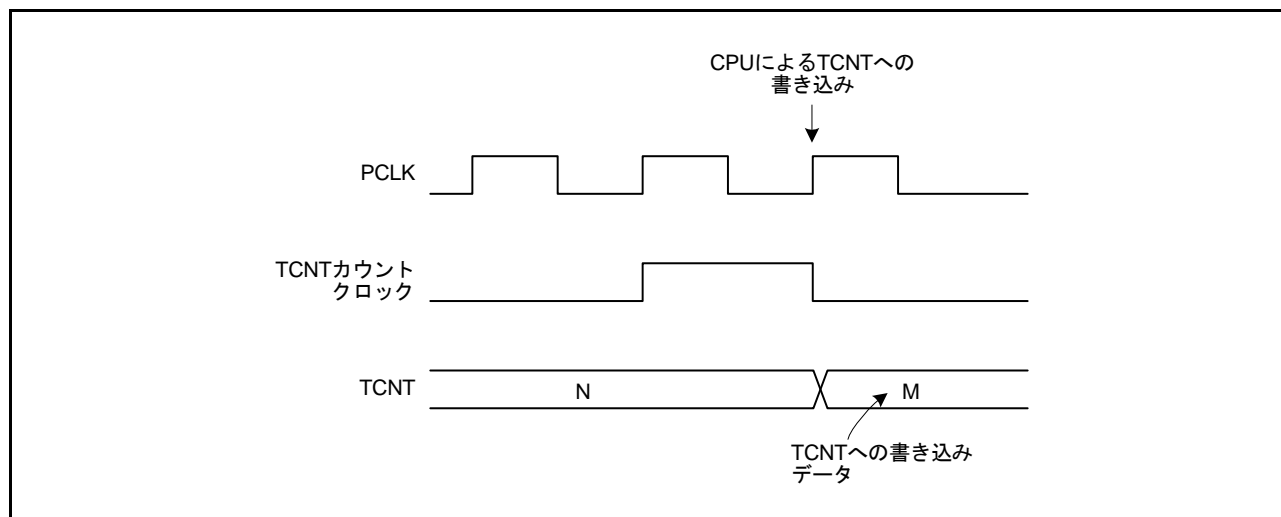 CPUによるTCNTへの
書き込み
PCLK
TCNTカウント
クロック
TCNT
N
M
TCNTへの書き込み
データ